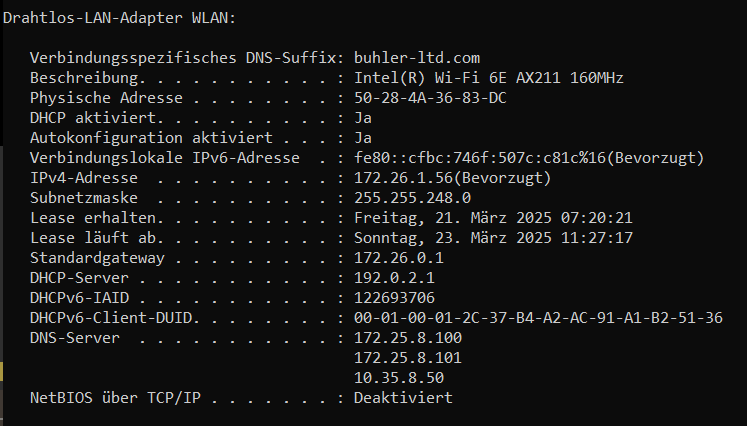 Drahtlos-LAN-Adapter WLAN:
Verbindungsspezifisches DNS-Suffix: buhler-ltd.com
Beschreibung. . . . . . . . . . . : Intel(R) Wi-Fi 6E AX211 160MHz
Physische Adresse . . . . . . . . : 50-28-4A-36-83-DC
DHCP aktiviert. . . . . . . . . . : Ja
Autokonfiguration aktiviert . . . : Ja
Verbindungslokale IPv6-Adresse  . : fe80::cfbc:746f:507c:c81c%16(Bevorzugt)
IPv4-Adresse  . . . . . . . . . . : 172.26.1.56(Bevorzugt)
Subnetzmaske  . . . . . . . . . . : 255.255.248.0
Lease erhalten. . . . . . . . . . : Freitag, 21. März 2025 07:20:21
Lease läuft ab. . . . . . . . . . : Sonntag, 23. März 2025 11:27:17
Standardgateway . . . . . . . . . : 172.26.0.1
DHCP-Server . . . . . . . . . . . : 192.0.2.1
DHCPv6-IAID . . . . . . . . . . . : 122693706
DHCPv6-Client-DUID. . . . . . . . : 00-01-00-01-2C-37-B4-A2-AC-91-A1-B2-51-36
DNS-Server  . . . . . . . . . . . : 172.25.8.100
172.25.8.101
10.35.8.50
NetBIOS über TCP/IP . . . . . . . : Deaktiviert